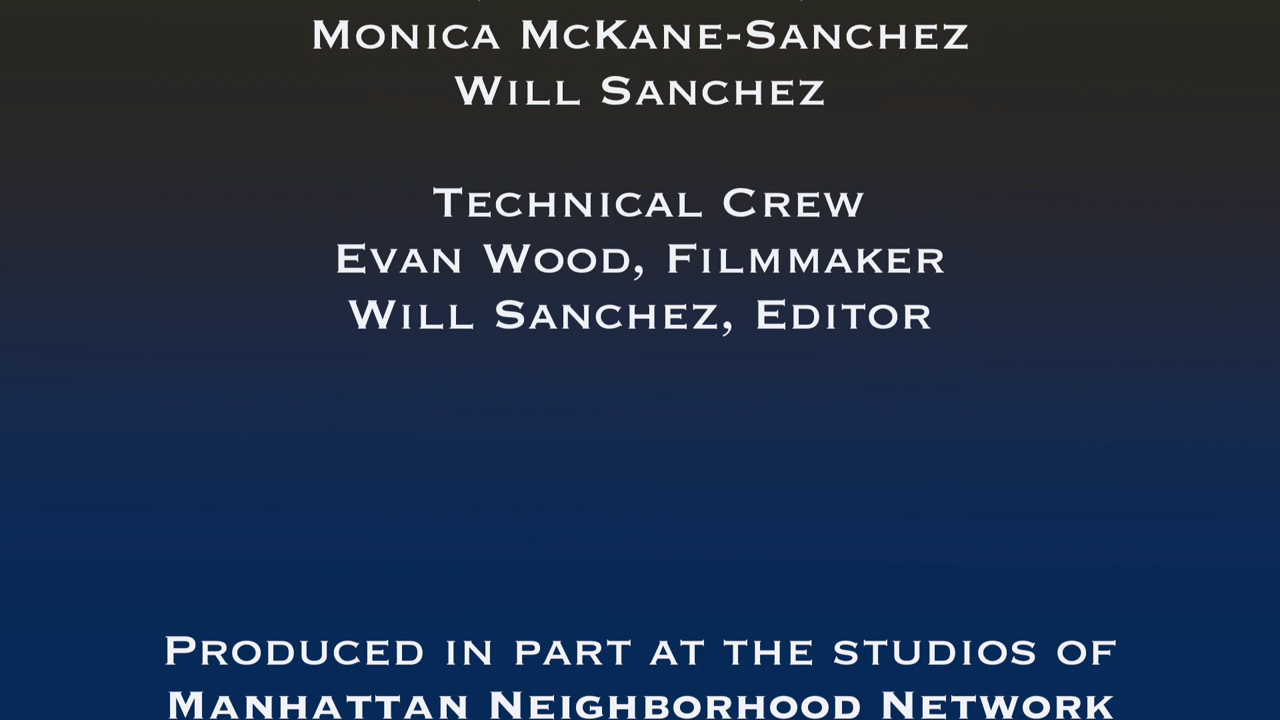 Monica McKane-Sanchez
Will Sanchez
Technical Crew
Evan Wood, Filmmaker
Will Sanchez, Editor
Produced in part at the studios of
Manhattan Neighborhood Network